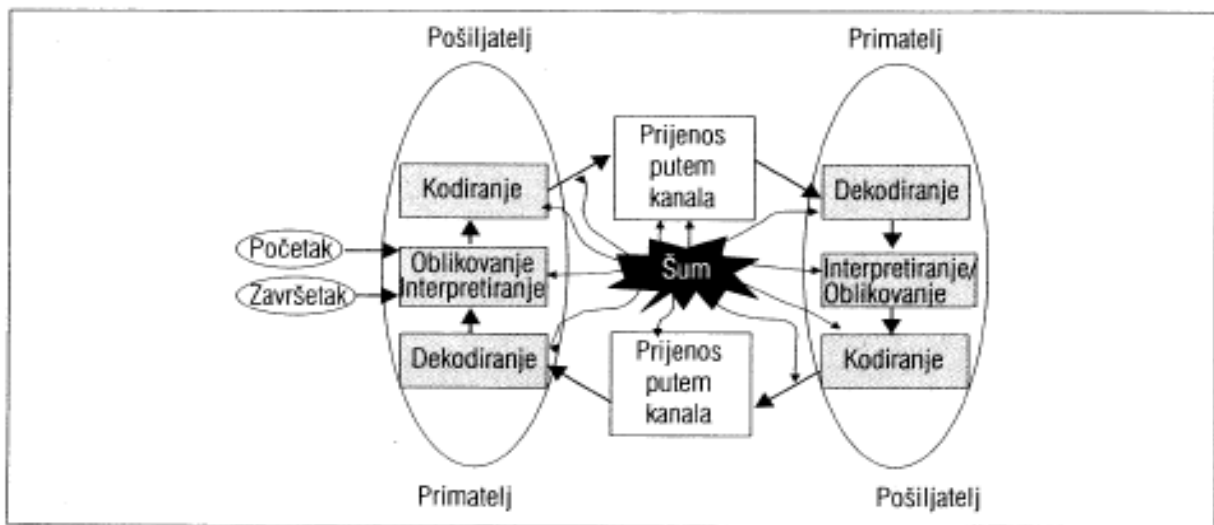 Pošiljatelj
Primatelj
Prijenos
putem
kanala
Kodiranje
Dekodiranje
Početak
Oblikovanje
Interpretiranje
Završetak
Šum
Interpretiranje/
Oblikovanje
Dekodiranje
Prijenos
putem
kanala
Kodiranje
Primatelj
Pošiljatelj